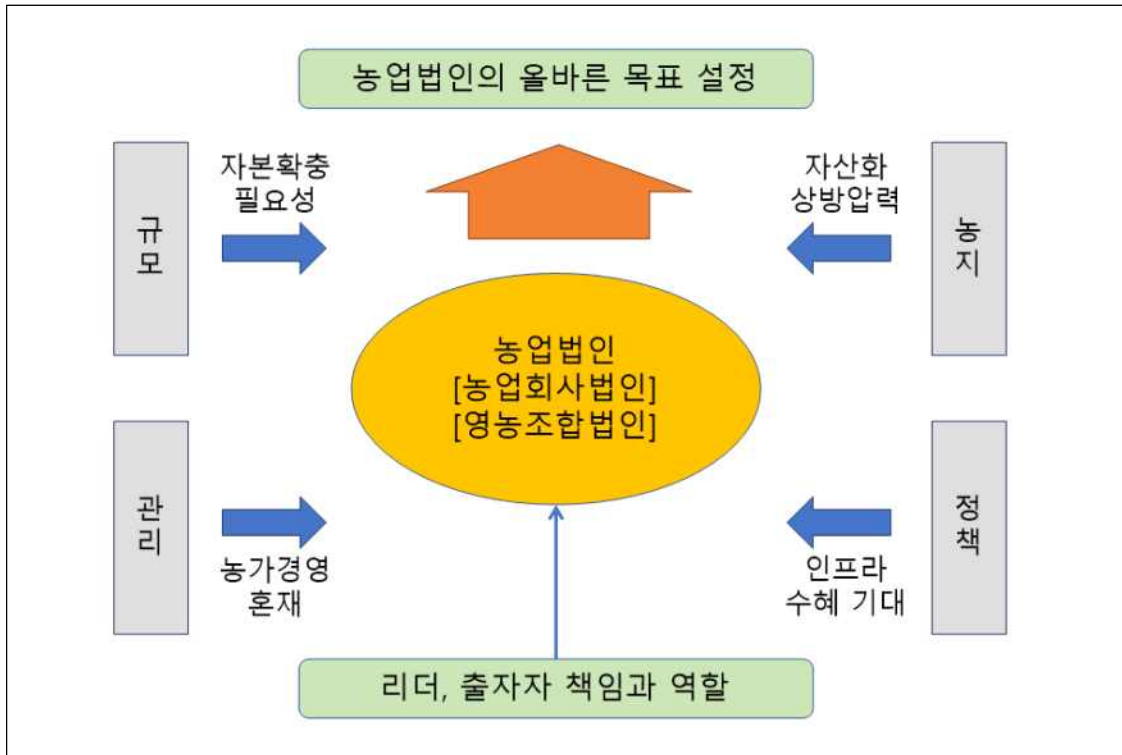 농업법인의 올바른 목표 설정
규모
자본확충
필요성
자산화
상방압력
농지
농업법인
[농업회사법인]
[영농조합법인]
관리
농가경영
혼재
인프라
수혜 기대
정책
리더, 출자자 책임과 역할